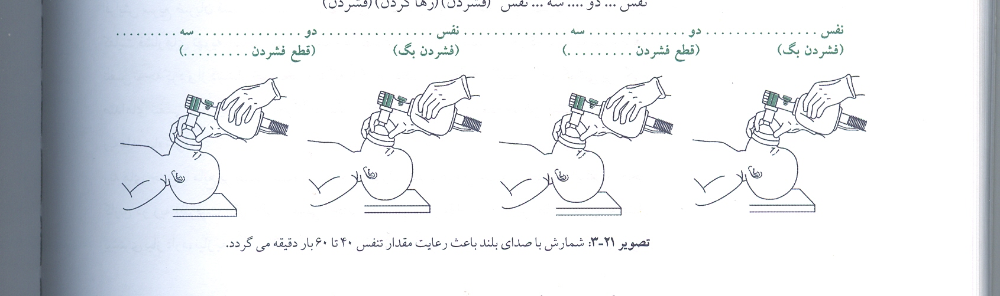 نفس ... دو .... سه ... نفس (فشردن) (رها کردن) (فشردن)
نفس . . . . . . . . . . . . . . . دو . . . . . . . . . . . . . . . سه . . . . . . . . . . . . . . . نفس . . . . . . . . . . . . . . . دو . . . . . . . . . . . . . . . سه . . . . . . . . .
(فشردن بگ) (قطع فشردن . . . . . . . . .) (فشردن بگ) (قطع فشردن . . . . . . . . .)
تصویر ۲۱-۳: شمارش با صدای بلند باعث رعایت مقدار تنفس ۴۰ تا ۶۰ بار دقیقه می گردد.